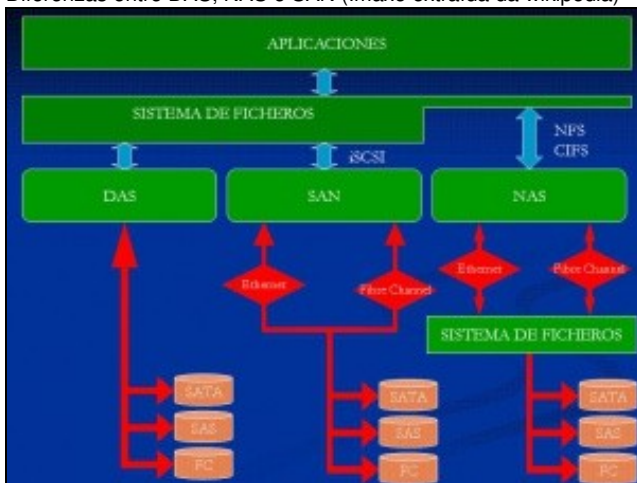 Diferenzas entre DAS, NAS e SAN (imaxe extraída da wikipedia)
APLICACIONES
SISTEMA DE FICHEROS
NFS
CIFS
iSCSI
DAS
SAN
NAS
Ethernet
Fibre Channel
Ethernet
Fibre Channel
SISTEMA DE FICHEROS
SATA
SATA
SATA
SAS
SAS
SAS
FC
FC
FC